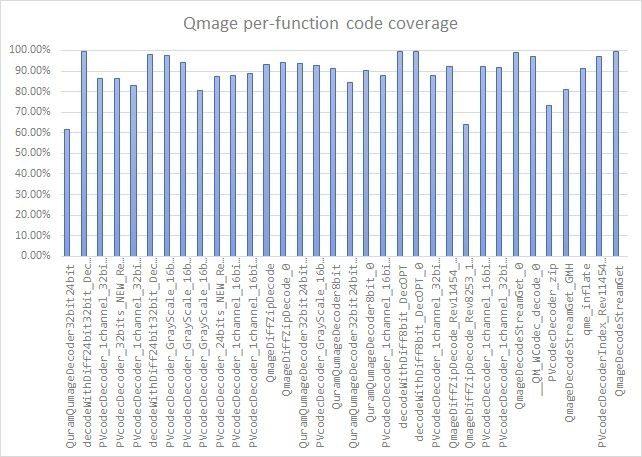 Qmage per-function code coverage
100.00%
90.00%
80.00%
70.00%
60.00%
50.00%
40.00%
30.00%
20.00%
10.00%
0.00%
QuramQumageDecoder32bit24bit
decodeWithDiff24bit32bit_Dec…
PVcodecDecoder_1channel_32bi…
PVcodecDecoder_32bits_NEW_Re…
PVcodecDecoder_1channel_32bi…
decodeWithDiff24bit32bit_Dec…
PVcodecDecoder_GrayScale_16b…
PVcodecDecoder_GrayScale_16b…
PVcodecDecoder_GrayScale_16b…
PVcodecDecoder_24bits_NEW_Re…
PVcodecDecoder_1channel_16bi…
PVcodecDecoder_1channel_16bi…
QmageDiffZipDecode
QmageDiffZipDecode_0
QuramQumageDecoder32bit24bit…
PVcodecDecoder_GrayScale_16b…
QuramQumageDecoder8bit
QuramQumageDecoder32bit24bit…
QuramQumageDecoder8bit_0
PVcodecDecoder_1channel_16bi…
decodeWithDiff8bit_DecOPT
decodeWithDiff8bit_DecOPT_0
PVcodecDecoder_1channel_32bi…
QmageDiffZipDecode_Rev11454_…
QmageDiffZipDecode_Rev8253_1…
PVcodecDecoder_1channel_16bi…
PVcodecDecoder_1channel_32bi…
QmageDecodeStreamGet_0
__QM_WCodec_decode_0
PVcodecDecoder_zip
QmageDecodeStreamGet_GMH
qme_inflate
PVcodecDecoderIndex_Rev11454…
QmageDecodeStreamGet